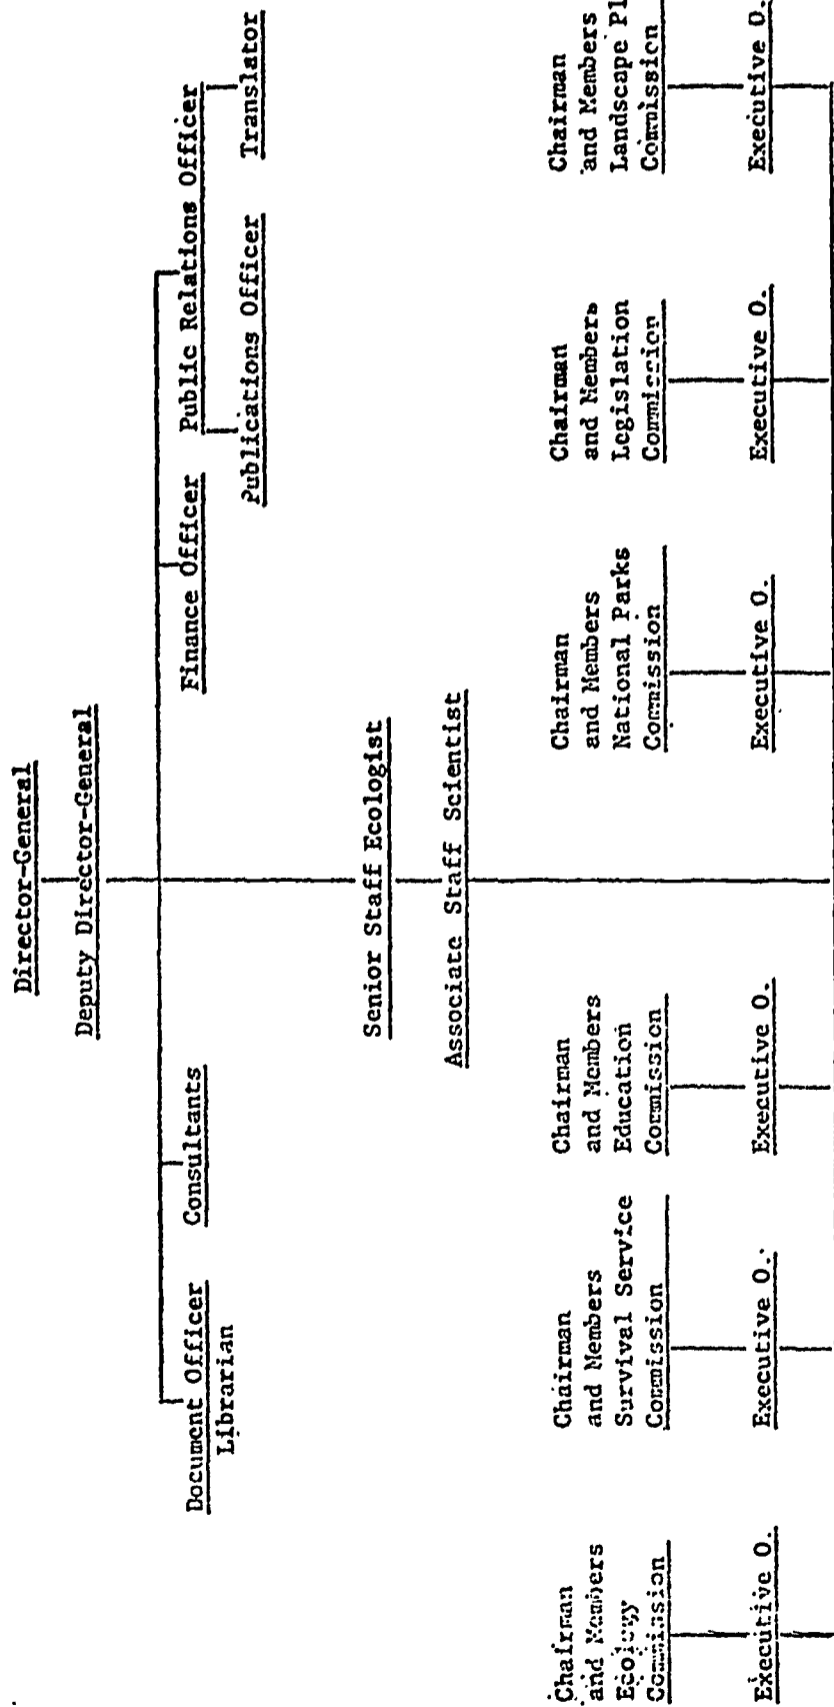 Director-General
Deputy Director-General
Document Officer
Librarian
Consultants
Finance Officer
Public Relations Officer
Publications Officer
Translator
Senior Staff Ecologist
Associate Staff Scientist
Chairman
and Members
Ecology
Commission
Executive O.
Chairman
and Members
Survival Service
Commission
Executive O.
Chairman
and Members
Education
Commission
Executive O.
Chairman
and Members
National Parks
Commission
Executive O.
Chairman
and Members
Legislation
Commission
Executive O.
Chairman
and Members
Landscape Pl
Commission
Executive O.